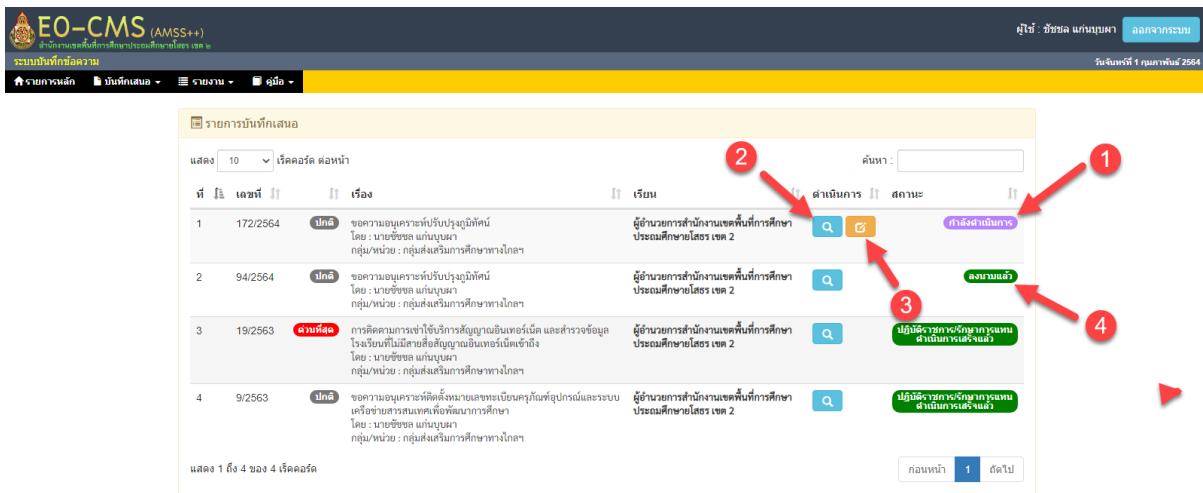 EO-CMS (AMSS++)
สำนักงานเขตพื้นที่การศึกษาประถมศึกษายโสธร เขต ๒
ผู้ใช้ : ชัชชล แก่นบุบผา ออกจากระบบ
ระบบบันทึกข้อความ
วันจันทร์ที่ 1 กุมภาพันธ์ 2564
รายการหลัก บันทึกเสนอ รายงาน คู่มือ
รายการบันทึกเสนอ
แสดง 10 เร็คคอร์ด ต่อหน้า
ค้นหา :
2
1
ที่ เลขที่ เรื่อง เรียน ดำเนินการ สถานะ
1 172/2564 ปกติ ขอความอนุเคราะห์ปรับปรุงภูมิทัศน์ ผู้อำนวยการสำนักงานเขตพื้นที่การศึกษา กำลังดำเนินการ
โดย : นายชัชชล แก่นบุบผา ประถมศึกษายโสธร เขต 2
กลุ่ม/หน่วย : กลุ่มส่งเสริมการศึกษาทางไกลฯ
2 94/2564 ปกติ ขอความอนุเคราะห์ปรับปรุงภูมิทัศน์ ผู้อำนวยการสำนักงานเขตพื้นที่การศึกษา ลงนามแล้ว
โดย : นายชัชชล แก่นบุบผา ประถมศึกษายโสธร เขต 2
กลุ่ม/หน่วย : กลุ่มส่งเสริมการศึกษาทางไกลฯ
3
4
3 19/2563 ด่วนที่สุด การติดตามการเข้าใช้บริการสัญญาณอินเทอร์เน็ต และสำรวจข้อมูล ผู้อำนวยการสำนักงานเขตพื้นที่การศึกษา ปฏิบัติราชการ/รักษาการแทน
โรงเรียนที่ไม่มีสายสื่อสัญญาณอินเทอร์เน็ตเข้าถึง ประถมศึกษายโสธร เขต 2 ดำเนินการเสร็จแล้ว
โดย : นายชัชชล แก่นบุบผา
กลุ่ม/หน่วย : กลุ่มส่งเสริมการศึกษาทางไกลฯ
4 9/2563 ปกติ ขอความอนุเคราะห์ติดตั้งหมายเลขทะเบียนครุภัณฑ์อุปกรณ์และระบบ ผู้อำนวยการสำนักงานเขตพื้นที่การศึกษา ปฏิบัติราชการ/รักษาการแทน
เครือข่ายสารสนเทศเพื่อพัฒนาการศึกษา ประถมศึกษายโสธร เขต 2 ดำเนินการเสร็จแล้ว
โดย : นายชัชชล แก่นบุบผา
กลุ่ม/หน่วย : กลุ่มส่งเสริมการศึกษาทางไกลฯ
แสดง 1 ถึง 4 ของ 4 เร็คคอร์ด
ก่อนหน้า 1 ถัดไป